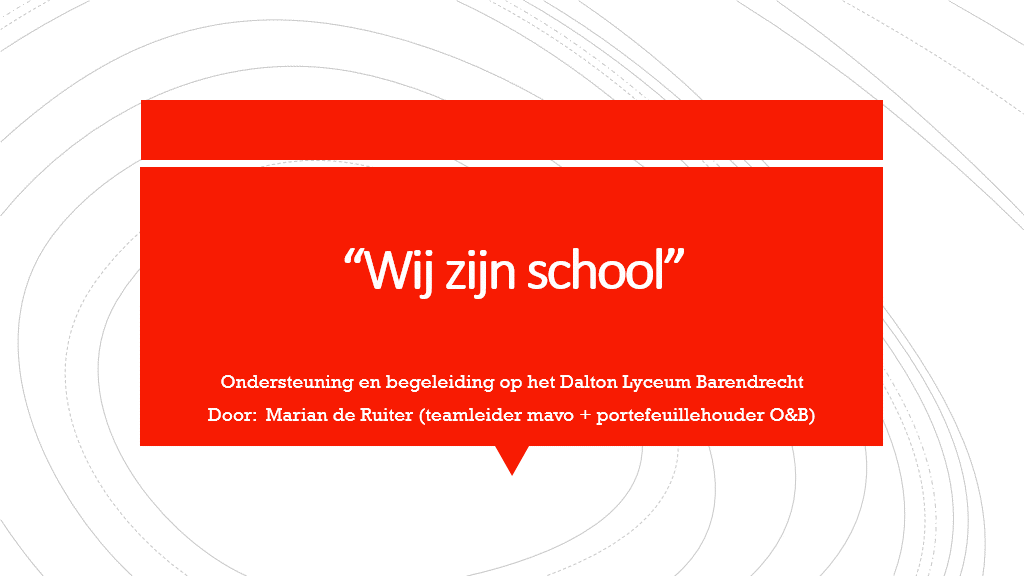 “Wij zijn school”
Ondersteuning en begeleiding op het Dalton Lyceum Barendrecht
Door: Marian de Ruiter (teamleider mavo + portefeuillehouder O&B)